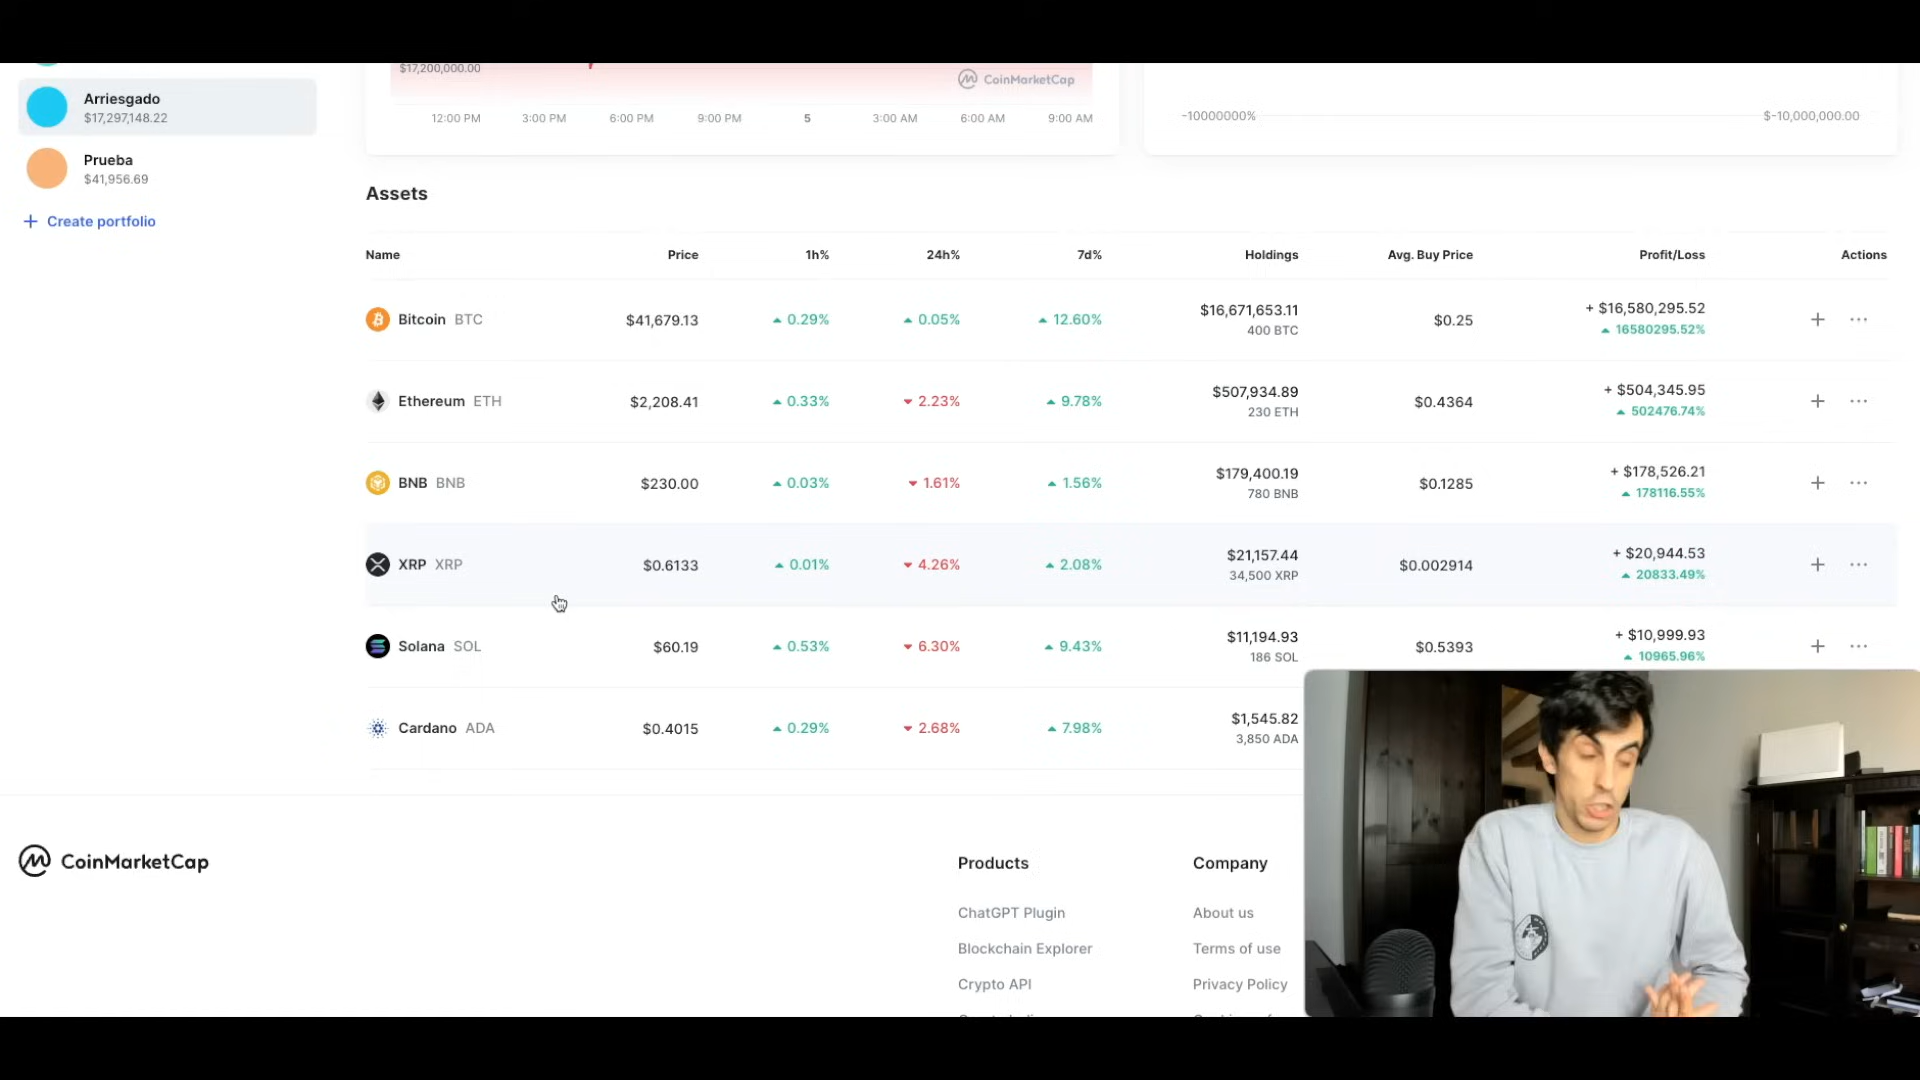 $17,200,000.00
CoinMarketCap
12:00 PM 3:00 PM 6:00 PM 9:00 PM 5 3:00 AM 6:00 AM 9:00 AM
-10000000% $-10,000,000.00
Arriesgado
$17,297,148.22
Prueba
$41,956.69
+ Create portfolio
Assets
Name Price 1h% 24h% 7d% Holdings Avg. Buy Price Profit/Loss Actions
Bitcoin BTC $41,679.13 0.29% 0.05% 12.60% $16,671,653.11 $0.25 + $16,580,295.52
400 BTC 16580295.52%
Ethereum ETH $2,208.41 0.33% 2.23% 9.78% $507,934.89 $0.4364 + $504,345.95
230 ETH 502476.74%
BNB BNB $230.00 0.03% 1.61% 1.56% $179,400.19 $0.1285 + $178,526.21
780 BNB 178116.55%
XRP XRP $0.6133 0.01% 4.26% 2.08% $21,157.44 $0.002914 + $20,944.53
34,500 XRP 20833.49%
Solana SOL $60.19 0.53% 6.30% 9.43% $11,194.93 $0.5393 + $10,999.93
186 SOL 10965.96%
Cardano ADA $0.4015 0.29% 2.68% 7.98% $1,545.82
3,850 ADA
CoinMarketCap
Products
ChatGPT Plugin
Blockchain Explorer
Crypto API
Company
About us
Terms of use
Privacy Policy